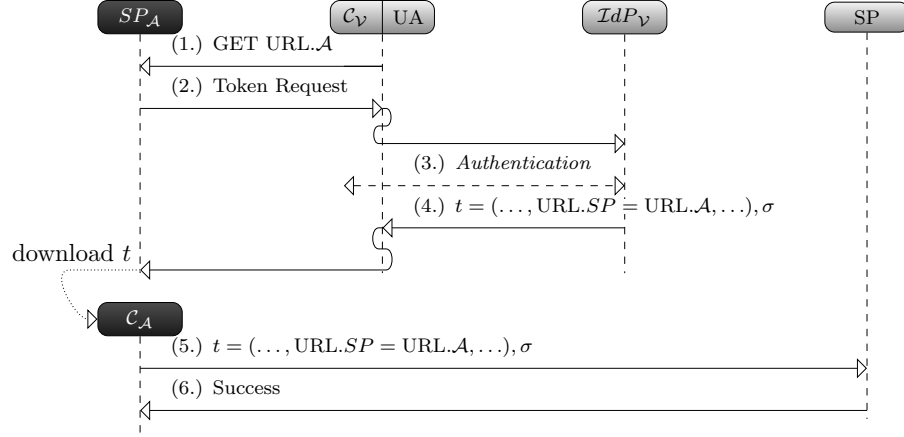 SP_A C_V UA IdP_V SP
(1.) GET URL.A
(2.) Token Request
(3.) Authentication
(4.) t = (…, URL.SP = URL.A, …), σ
download t
C_A
(5.) t = (…, URL.SP = URL.A, …), σ
(6.) Success